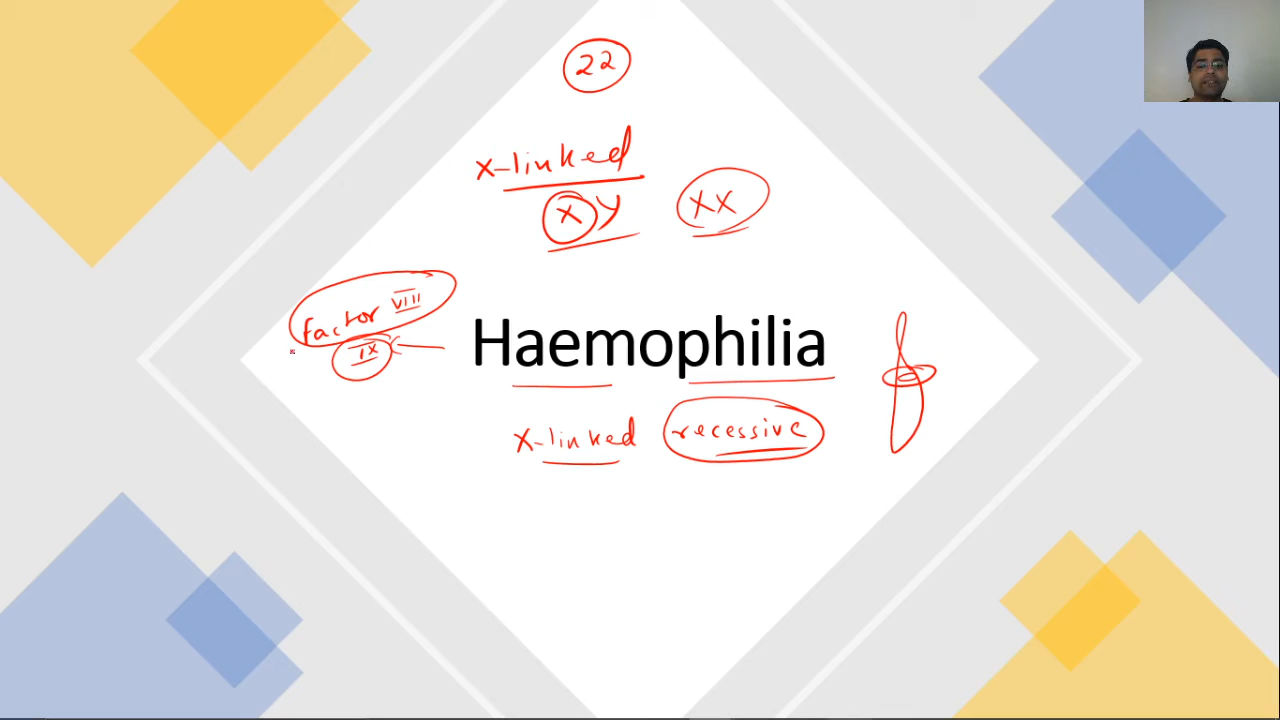 22
X-linked
XY XX
factor VIII
IX
Haemophilia
X-linked recessive